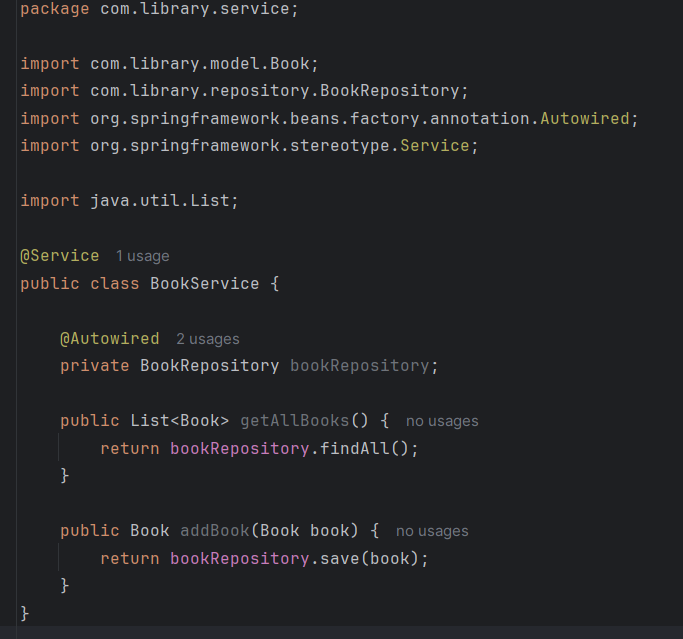 package com.library.service;
import com.library.model.Book;
import com.library.repository.BookRepository;
import org.springframework.beans.factory.annotation.Autowired;
import org.springframework.stereotype.Service;
import java.util.List;
@Service 1 usage
public class BookService {
@Autowired 2 usages
private BookRepository bookRepository;
public List<Book> getAllBooks() { no usages
return bookRepository.findAll();
}
public Book addBook(Book book) { no usages
return bookRepository.save(book);
}
}